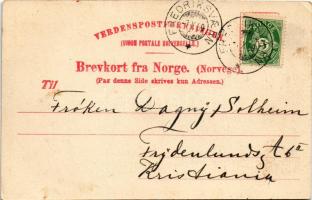 VERDENSPOSTFORENINGEN
(UNION POSTALE UNIVERSELLE.)
Brevkort fra Norge. (Norvège).
(Paa denne Side skrives kun Adressen.)
Til
Frøken Dagny Solheim
Frydenlundsg
Kristiania